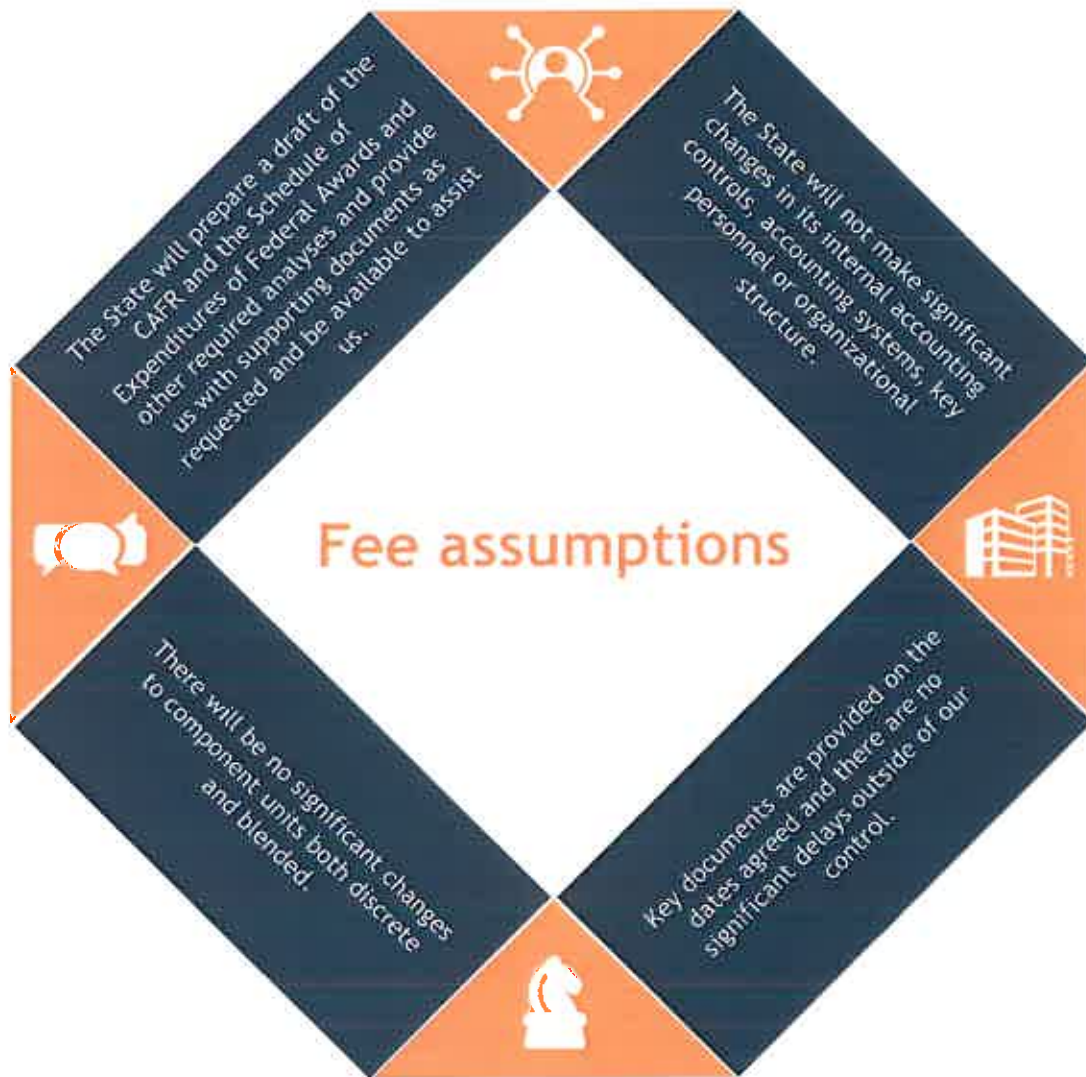 The State will prepare a draft of the
CAFR and the Schedule of
Expenditures of Federal Awards and
other required analyses and provide
us with supporting documents as
requested and be available to assist
us.
The State will not make significant
changes in its internal accounting
controls, accounting systems, key
personnel or organizational
structure.
Fee assumptions
There will be no significant changes
to component units both discrete
and blended.
Key documents are provided on the
dates agreed and there are no
significant delays outside of our
control.